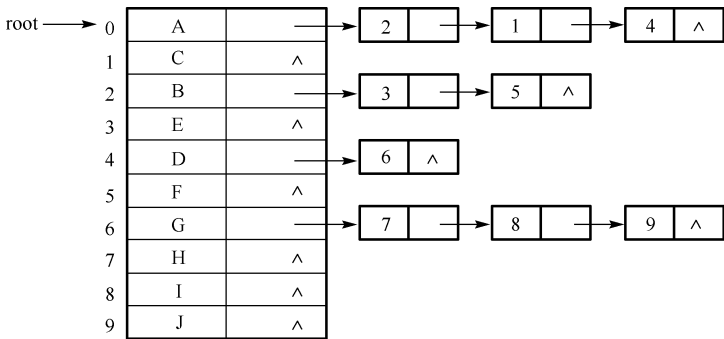 root 0 A 2 1 4 ^
1 C ^
2 B 3 5 ^
3 E ^
4 D 6 ^
5 F ^
6 G 7 8 9 ^
7 H ^
8 I ^
9 J ^